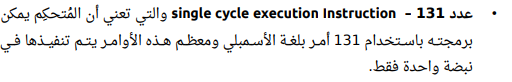 • عدد 131 – single cycle execution Instruction والتي تعني أن المُتحكِم يمكن
برمجته باستخدام 131 أمر بلغة الأسمبلي ومعظم هذه الأوامر يتم تنفيذها في
نبضة واحدة فقط.